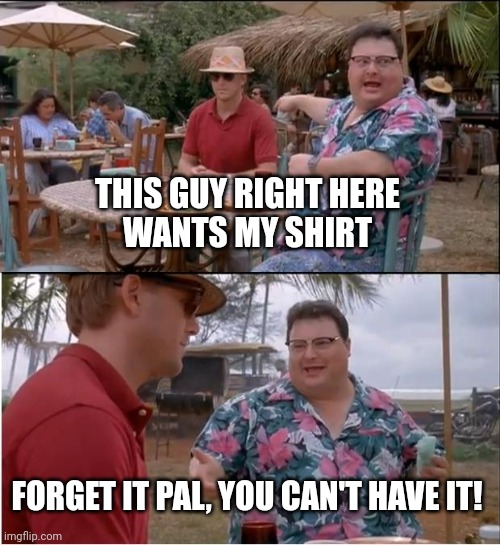 THIS GUY RIGHT HERE
WANTS MY SHIRT
FORGET IT PAL, YOU CAN'T HAVE IT!
imgflip.com